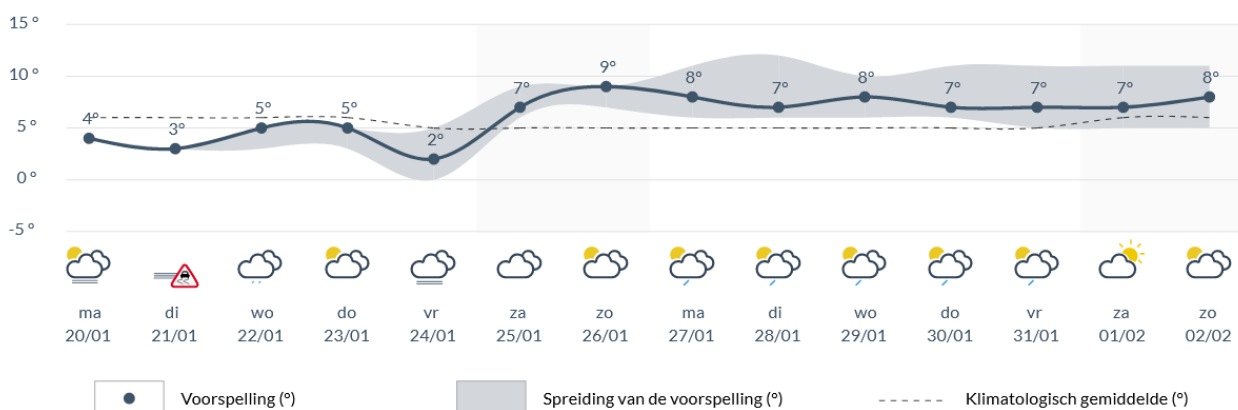 15 °
10 °
5 °
0 °
-5 °
4° 3° 5° 5° 2° 7° 9° 8° 7° 8° 7° 7° 7° 8°
ma di wo do vr za zo ma di wo do vr za zo
20/01 21/01 22/01 23/01 24/01 25/01 26/01 27/01 28/01 29/01 30/01 31/01 01/02 02/02
Voorspelling (°) Spreiding van de voorspelling (°) Klimatologisch gemiddelde (°)